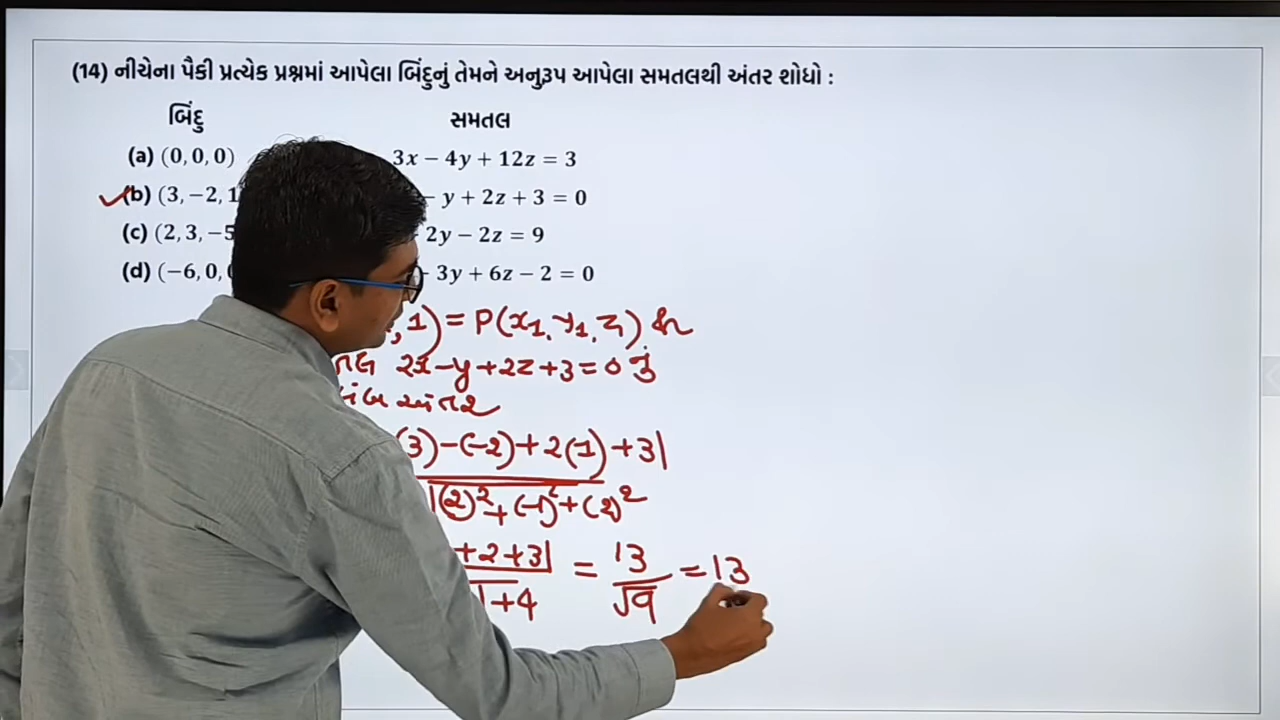 (14) નીચેના પૈકી પ્રત્યેક પ્રશ્નમાં આપેલા બિંદુનું તેમને અનુરૂપ આપેલા સમતલથી અંતર શોધો :
બિંદુ સમતલ
(a) (0, 0, 0) 3x − 4y + 12z = 3
(b) (3, −2, 1 − y + 2z + 3 = 0
(c) (2, 3, −5 2y − 2z = 9
(d) (−6, 0, 3y + 6z − 2 = 0
, 1) = P(x₁, y₁, z₁)
2x − y + 2z + 3 = 0 નું
અંતર
(3) − (−2) + 2(1) + 3|
(2)² + (−1)² + (2)²
+ 2 + 3| = 13 = 13
1 + 4 √9